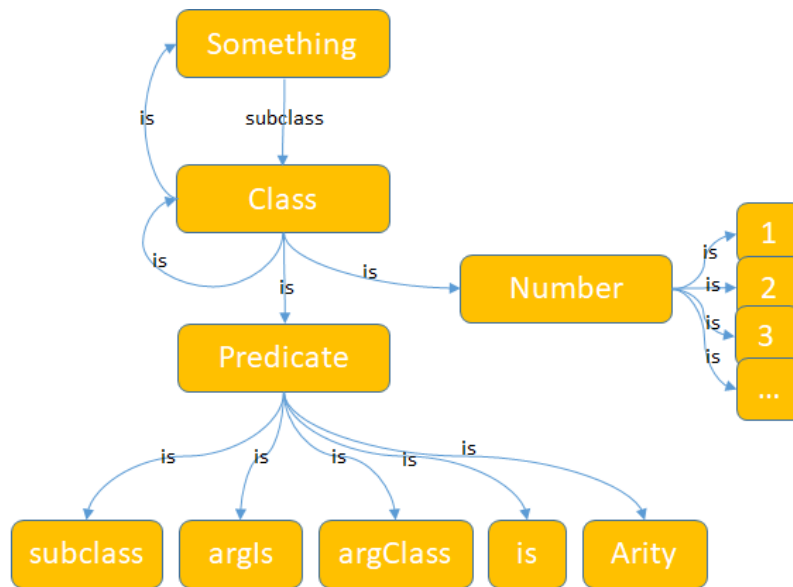 Something
is
subclass
Class
is
is
is
Number
is
1
is
2
is
3
is
...
Predicate
is
is
is
is
is
subclass
argIs
argClass
is
Arity